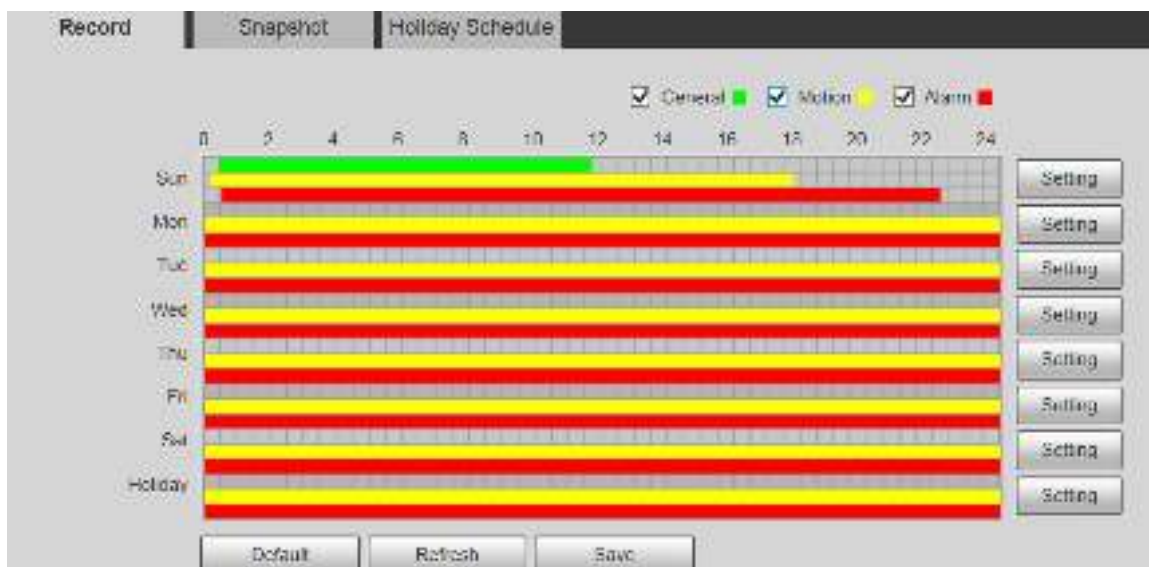 Record Snapshot Holiday Schedule
General Motion Alarm
0 2 4 6 8 10 12 14 16 18 20 22 24
Sun Setting
Mon Setting
Tue Setting
Wed Setting
Thu Setting
Fri Setting
Sat Setting
Holiday Setting
Default Refresh Save